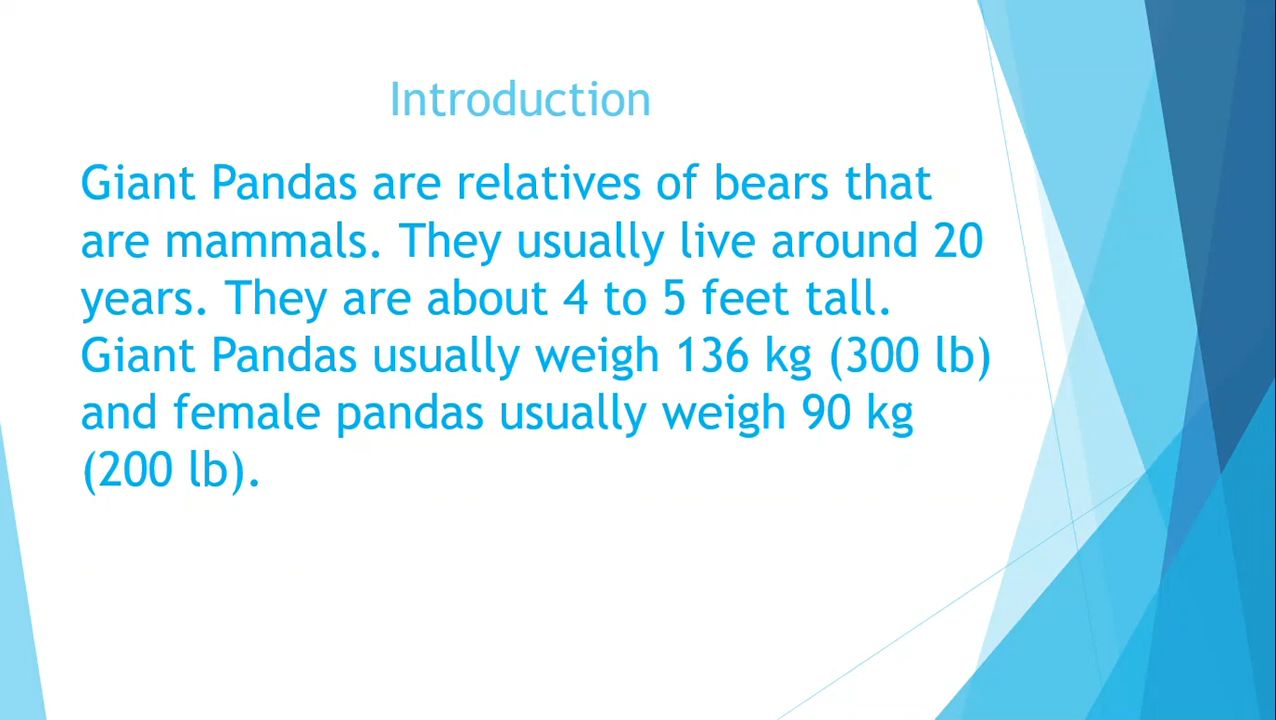 Introduction
Giant Pandas are relatives of bears that
are mammals. They usually live around 20
years. They are about 4 to 5 feet tall.
Giant Pandas usually weigh 136 kg (300 lb)
and female pandas usually weigh 90 kg
(200 lb).